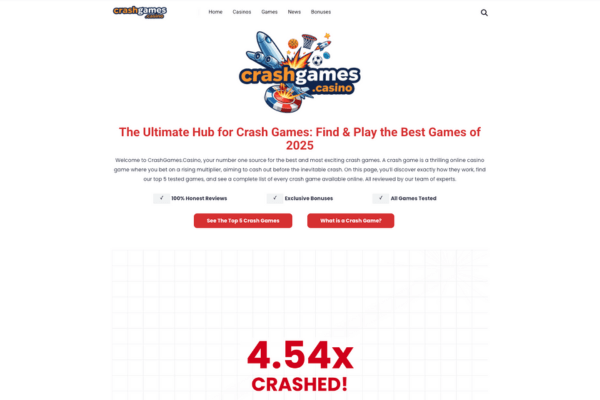 crashgames
.casino
Home Casinos Games News Bonuses
crashgames
.casino
The Ultimate Hub for Crash Games: Find & Play the Best Games of
2025
Welcome to CrashGames.Casino, your number one source for the best and most exciting crash games. A crash game is a thrilling online casino
game where you bet on a rising multiplier, aiming to cash out before the inevitable crash. On this page, you'll discover exactly how they work, find
our top 5 tested games, and see a complete list of every crash game available online. All reviewed by our team of experts.
✓ 100% Honest Reviews ✓ Exclusive Bonuses ✓ All Games Tested
See The Top 5 Crash Games What is a Crash Game?
4.54x
CRASHED!